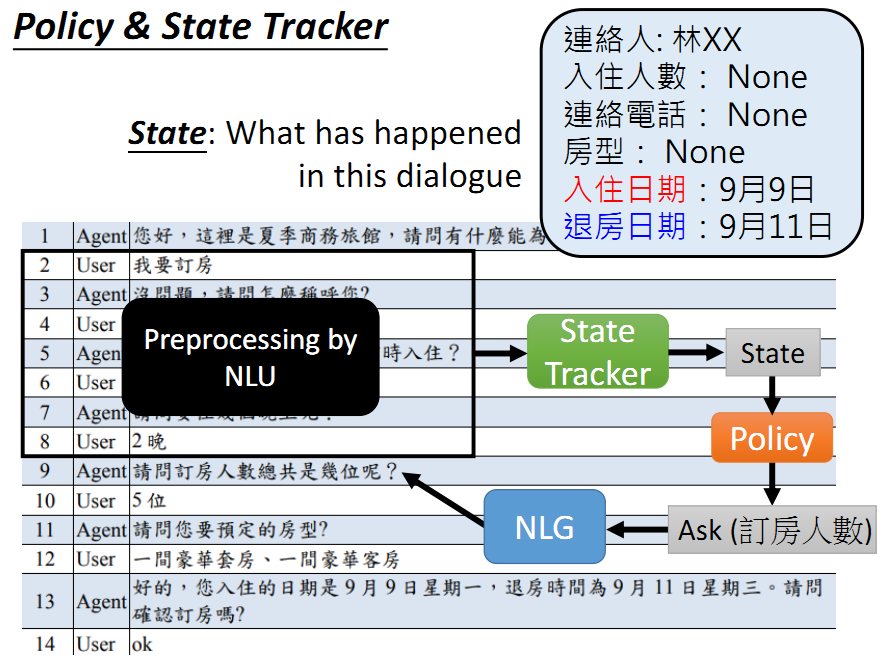 Policy & State Tracker
連絡人: 林XX
入住人數： None
連絡電話： None
房型： None
入住日期：9月9日
退房日期：9月11日
State: What has happened
in this dialogue
1 Agent 您好，這裡是夏季商務旅館，請問有什麼能為
2 User 我要訂房
3 Agent 沒問題，請問怎麼稱呼您?
4 User
5 Agent 時入住？
6 User
7 Agent
8 User 2 晚
9 Agent 請問訂房人數總共是幾位呢？
10 User 5 位
11 Agent 請問您要預定的房型?
12 User 一間豪華套房、一間豪華客房
13 Agent 好的，您入住的日期是 9 月 9 日星期一，退房時間為 9 月 11 日星期三。請問
確認訂房嗎?
14 User ok
Preprocessing by
NLU
State
Tracker
State
Policy
Ask (訂房人數)
NLG